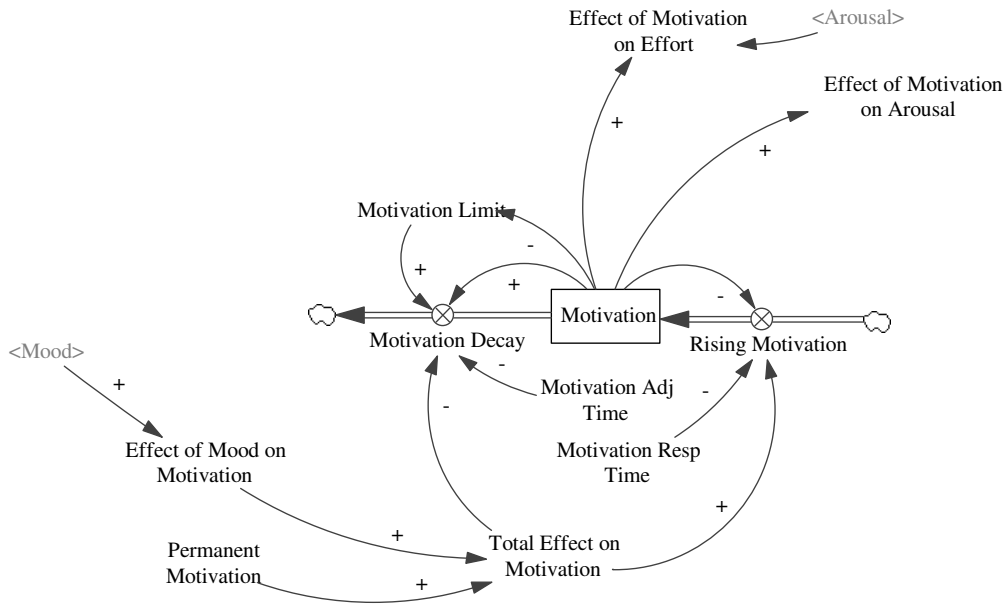 Effect of Motivation
on Effort
<Arousal>
Effect of Motivation
on Arousal
+
+
Motivation Limit
-
+
+
-
Motivation
Motivation Decay
Rising Motivation
<Mood>
+
-
Motivation Adj
Time
-
-
Effect of Mood on
Motivation
Motivation Resp
Time
+
+
Total Effect on
Motivation
Permanent
Motivation
+